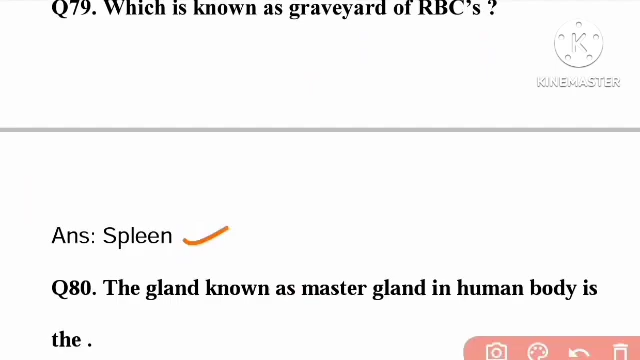 Q79. Which is known as graveyard of RBC’s ?
KINEMASTER
Ans: Spleen
Q80. The gland known as master gland in human body is
the .